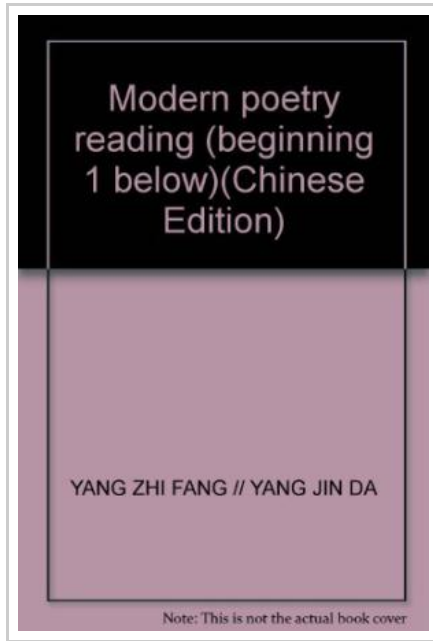 Modern poetry
reading (beginning
1 below)(Chinese
Edition)
YANG ZHI FANG // YANG JIN DA
Note: This is not the actual book cover